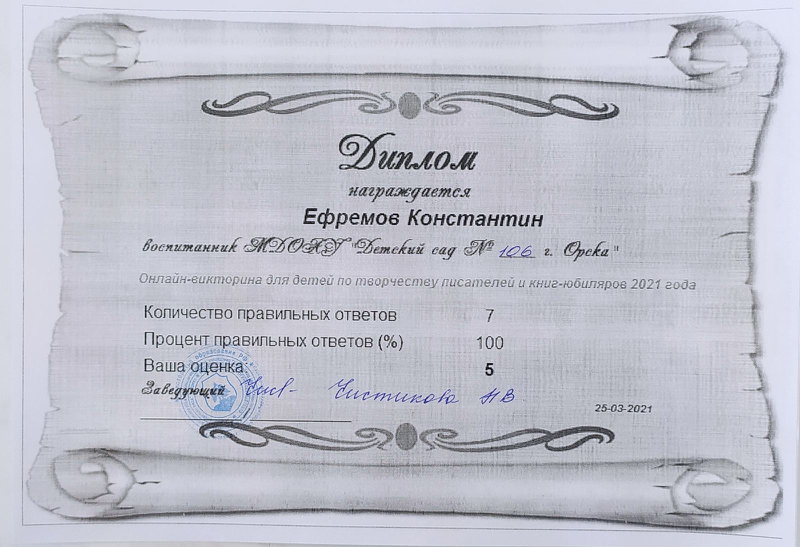 Диплом
награждается
Ефремов Константин
воспитанник МДОАУ "Детский сад № 106 г. Орска"
Онлайн-викторина для детей по творчеству писателей и книг-юбиляров 2021 года
Количество правильных ответов 7
Процент правильных ответов (%) 100
Ваша оценка 5
Заведующий Чистикова НВ
25-03-2021